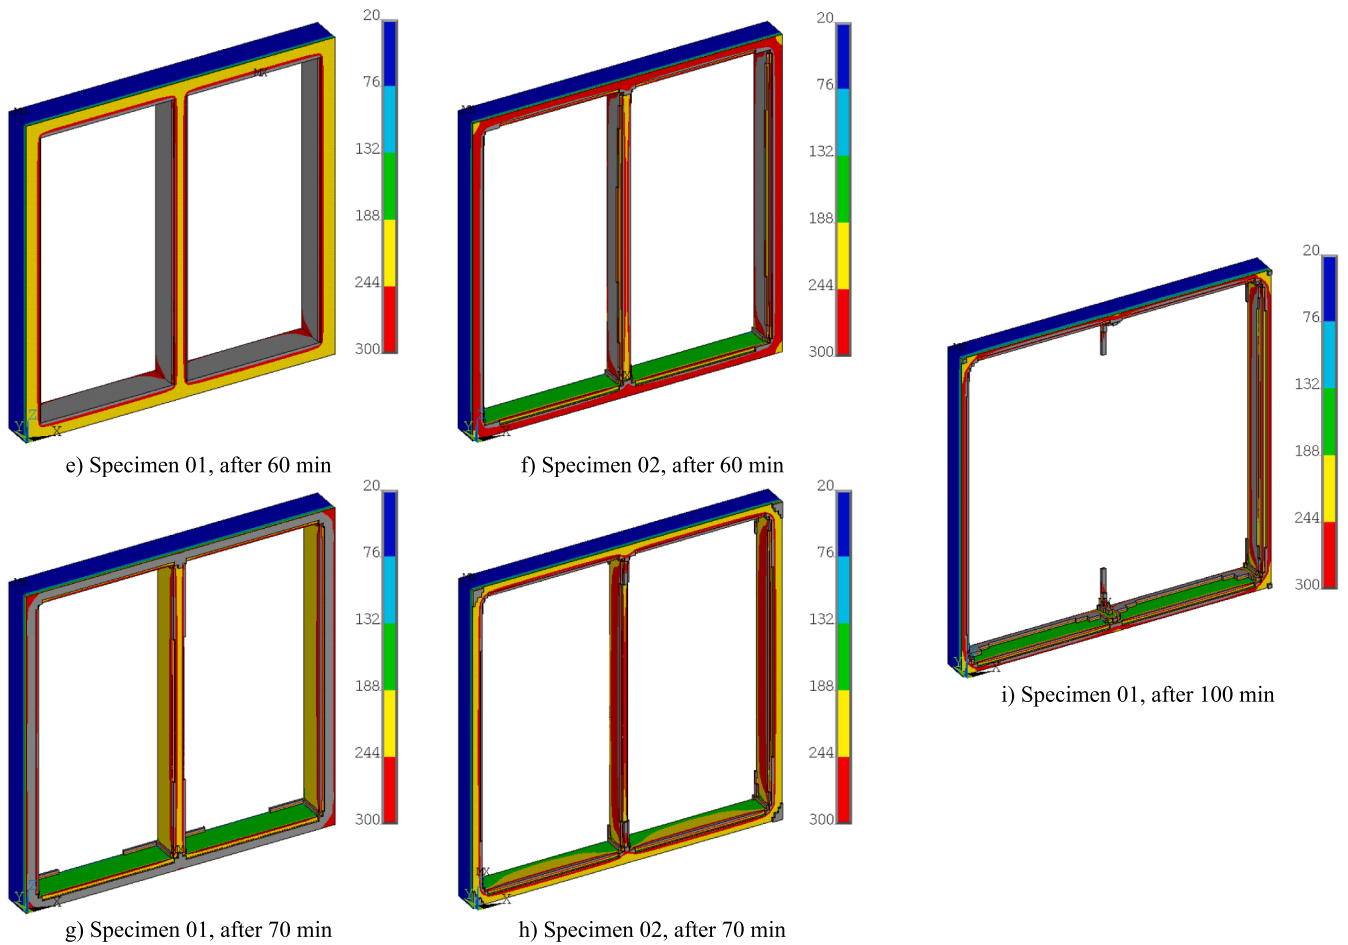 20
76
132
188
244
300
MX
Z
Y
X
e) Specimen 01, after 60 min
20
76
132
188
244
300
X
f) Specimen 02, after 60 min
20
76
132
188
244
300
Z
Y
X
g) Specimen 01, after 70 min
20
76
132
188
244
300
MX
Y
X
h) Specimen 02, after 70 min
20
76
132
188
244
300
Y
X
i) Specimen 01, after 100 min